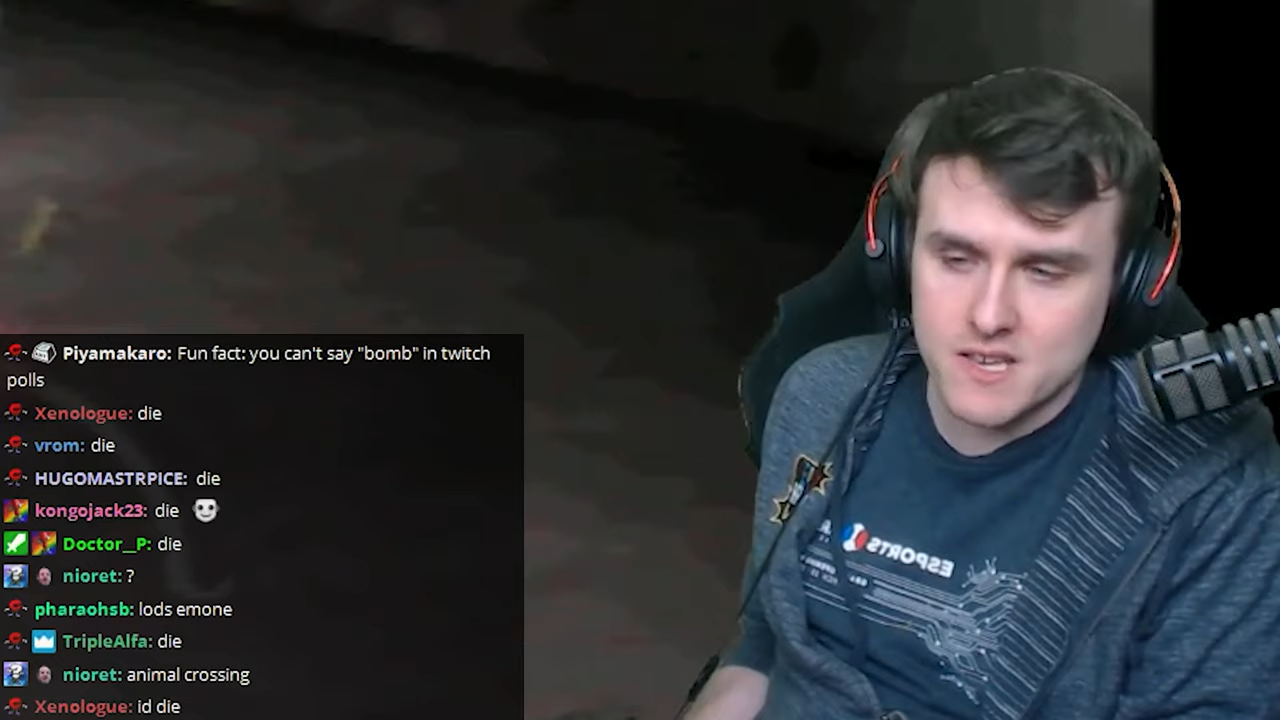 Piyamakaro: Fun fact: you can't say "bomb" in twitch
polls
Xenologue: die
vrom: die
HUGOMASTRPICE: die
kongojack23: die
Doctor__P: die
nioret: ?
pharaohsb: lods emone
TripleAlfa: die
nioret: animal crossing
Xenologue: id die
ESPORTS